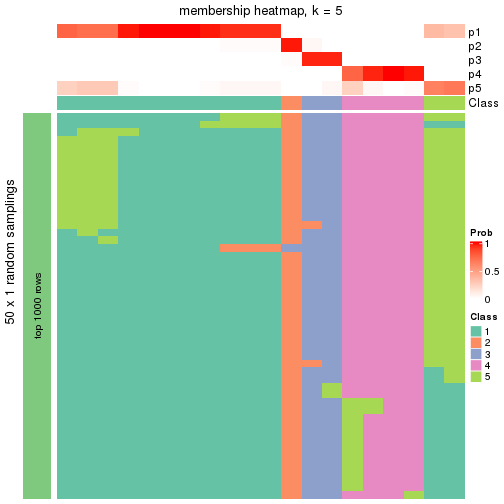 membership heatmap, k = 5
p1
p2
p3
p4
p5
Class
50 x 1 random samplings
top 1000 rows
Prob
1
0.5
0
Class
1
2
3
4
5